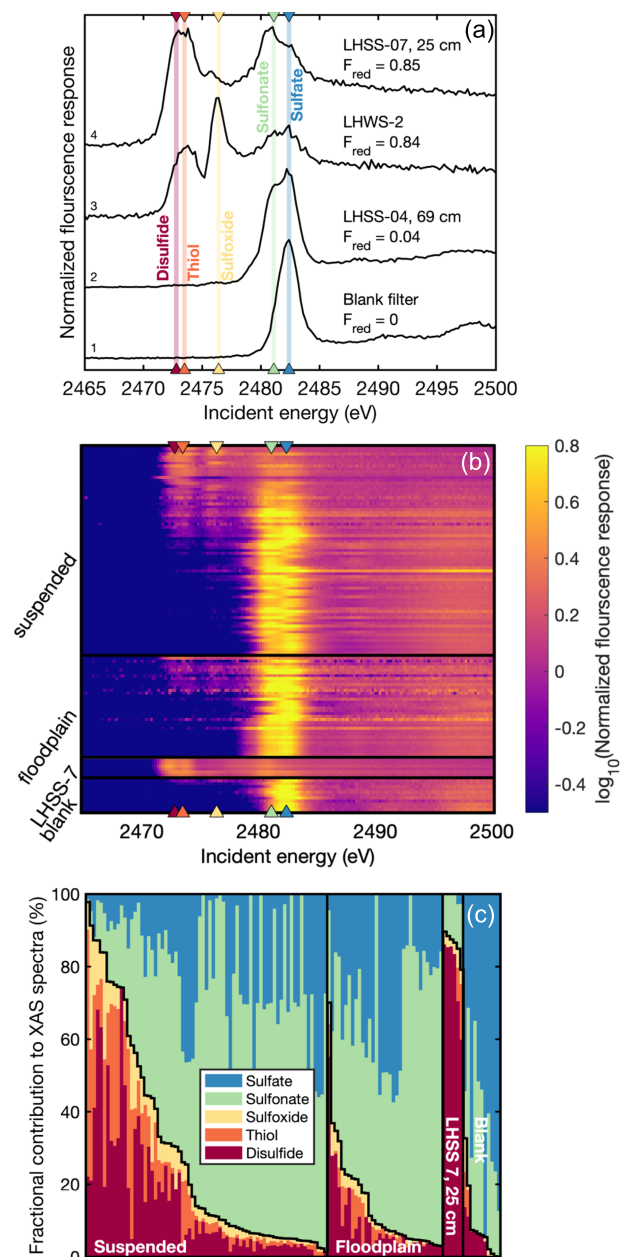 (a)
LHSS-07, 25 cm
F_red = 0.85
LHWS-2
F_red = 0.84
LHSS-04, 69 cm
F_red = 0.04
Blank filter
F_red = 0
Disulfide
Thiol
Sulfoxide
Sulfonate
Sulfate
4
3
2
1
Normalized flourscence response
2465 2470 2475 2480 2485 2490 2495 2500
Incident energy (eV)
(b)
suspended
floodplain
LHSS-7
blank
2470 2480 2490 2500
Incident energy (eV)
0.8
0.6
0.4
0.2
0
-0.2
-0.4
log10(Normalized flourscence response)
(c)
Fractional contribution to XAS spectra (%)
100
80
60
40
20
0
Sulfate
Sulfonate
Sulfoxide
Thiol
Disulfide
Suspended
Floodplain
LHSS 7, 25 cm
Blank